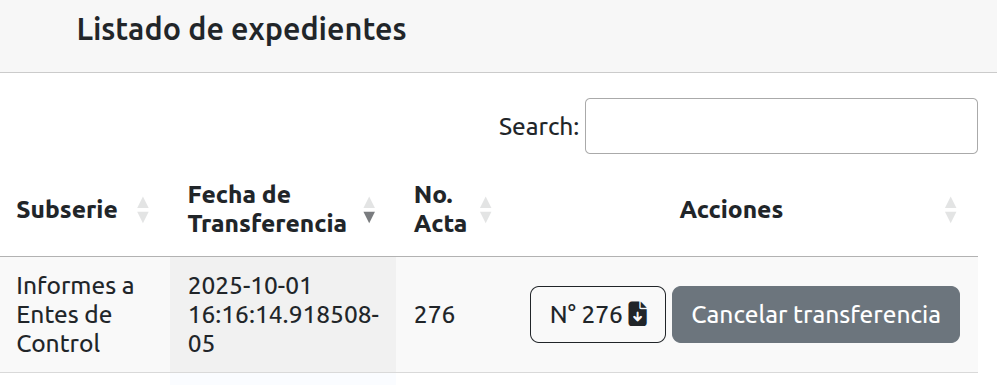 Listado de expedientes
Search:
Subserie
Fecha de
Transferencia
No.
Acta
Acciones
Informes a
Entes de
Control
2025-10-01
16:16:14.918508-
05
276
N° 276
Cancelar transferencia